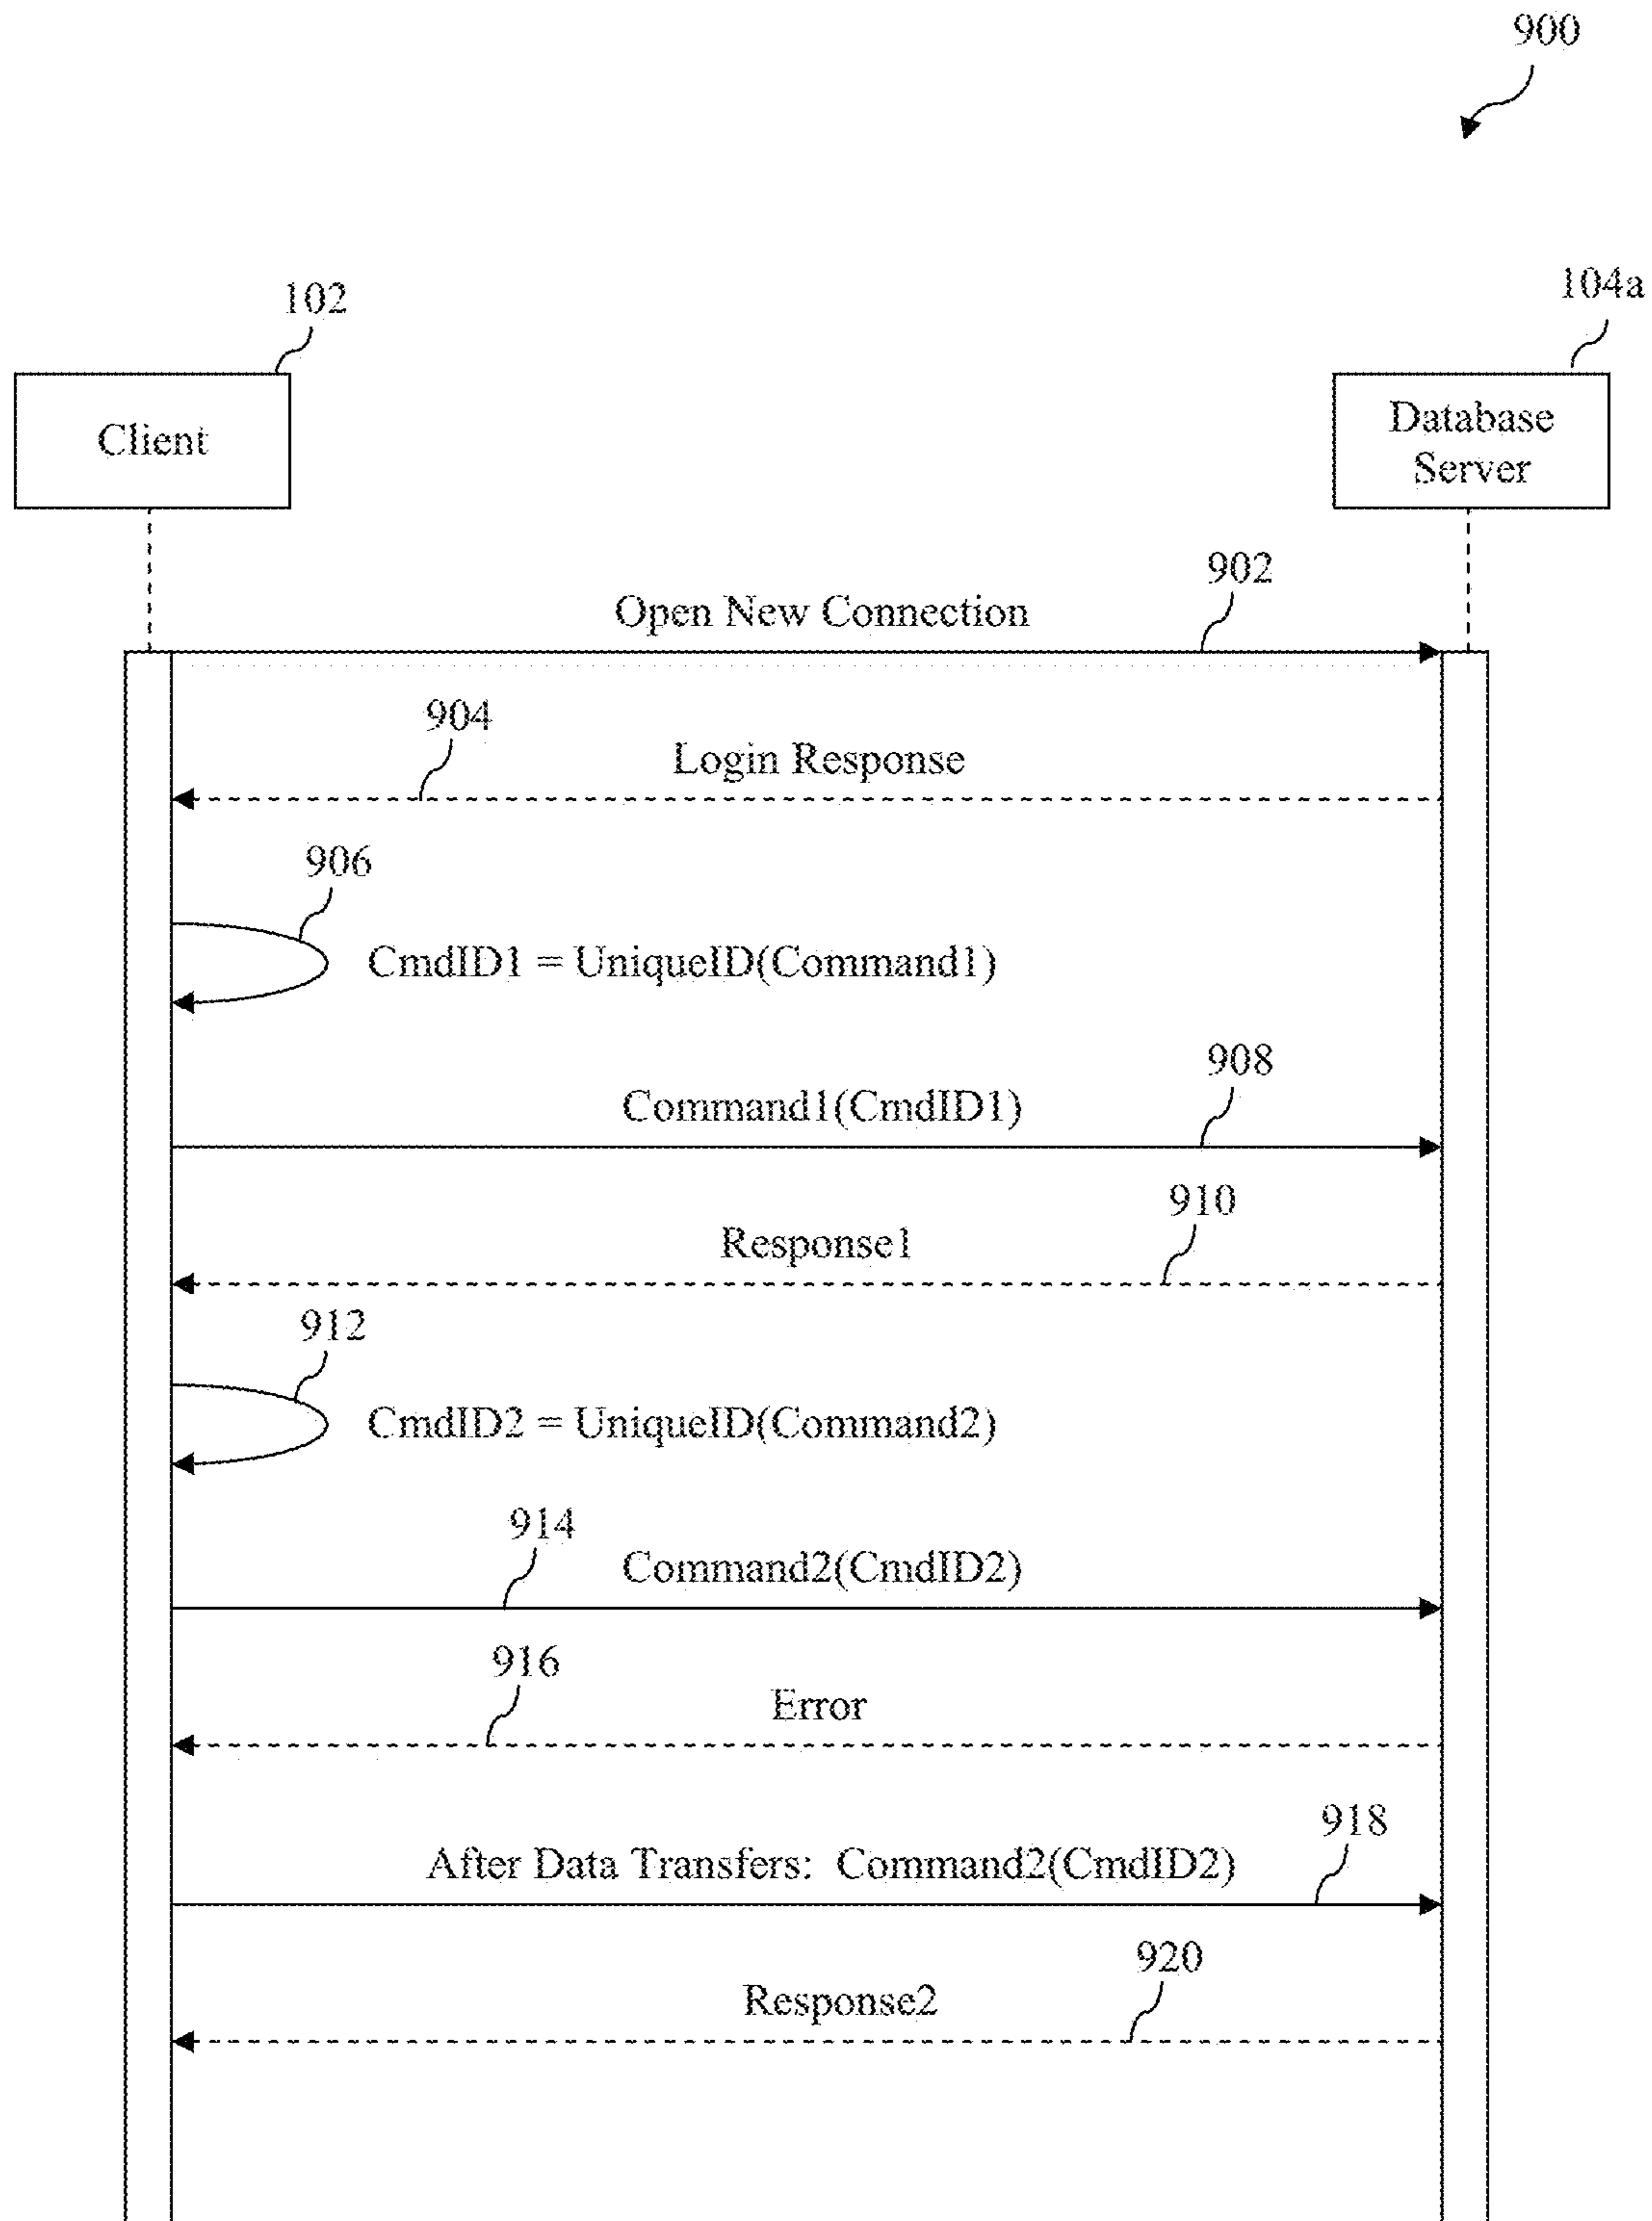 900
102
104a
Client
Database
Server
902
Open New Connection
904
Login Response
906
CmdID1 = UniqueID(Command1)
908
Command1(CmdID1)
910
Response1
912
CmdID2 = UniqueID(Command2)
914
Command2(CmdID2)
916
Error
918
After Data Transfers: Command2(CmdID2)
920
Response2